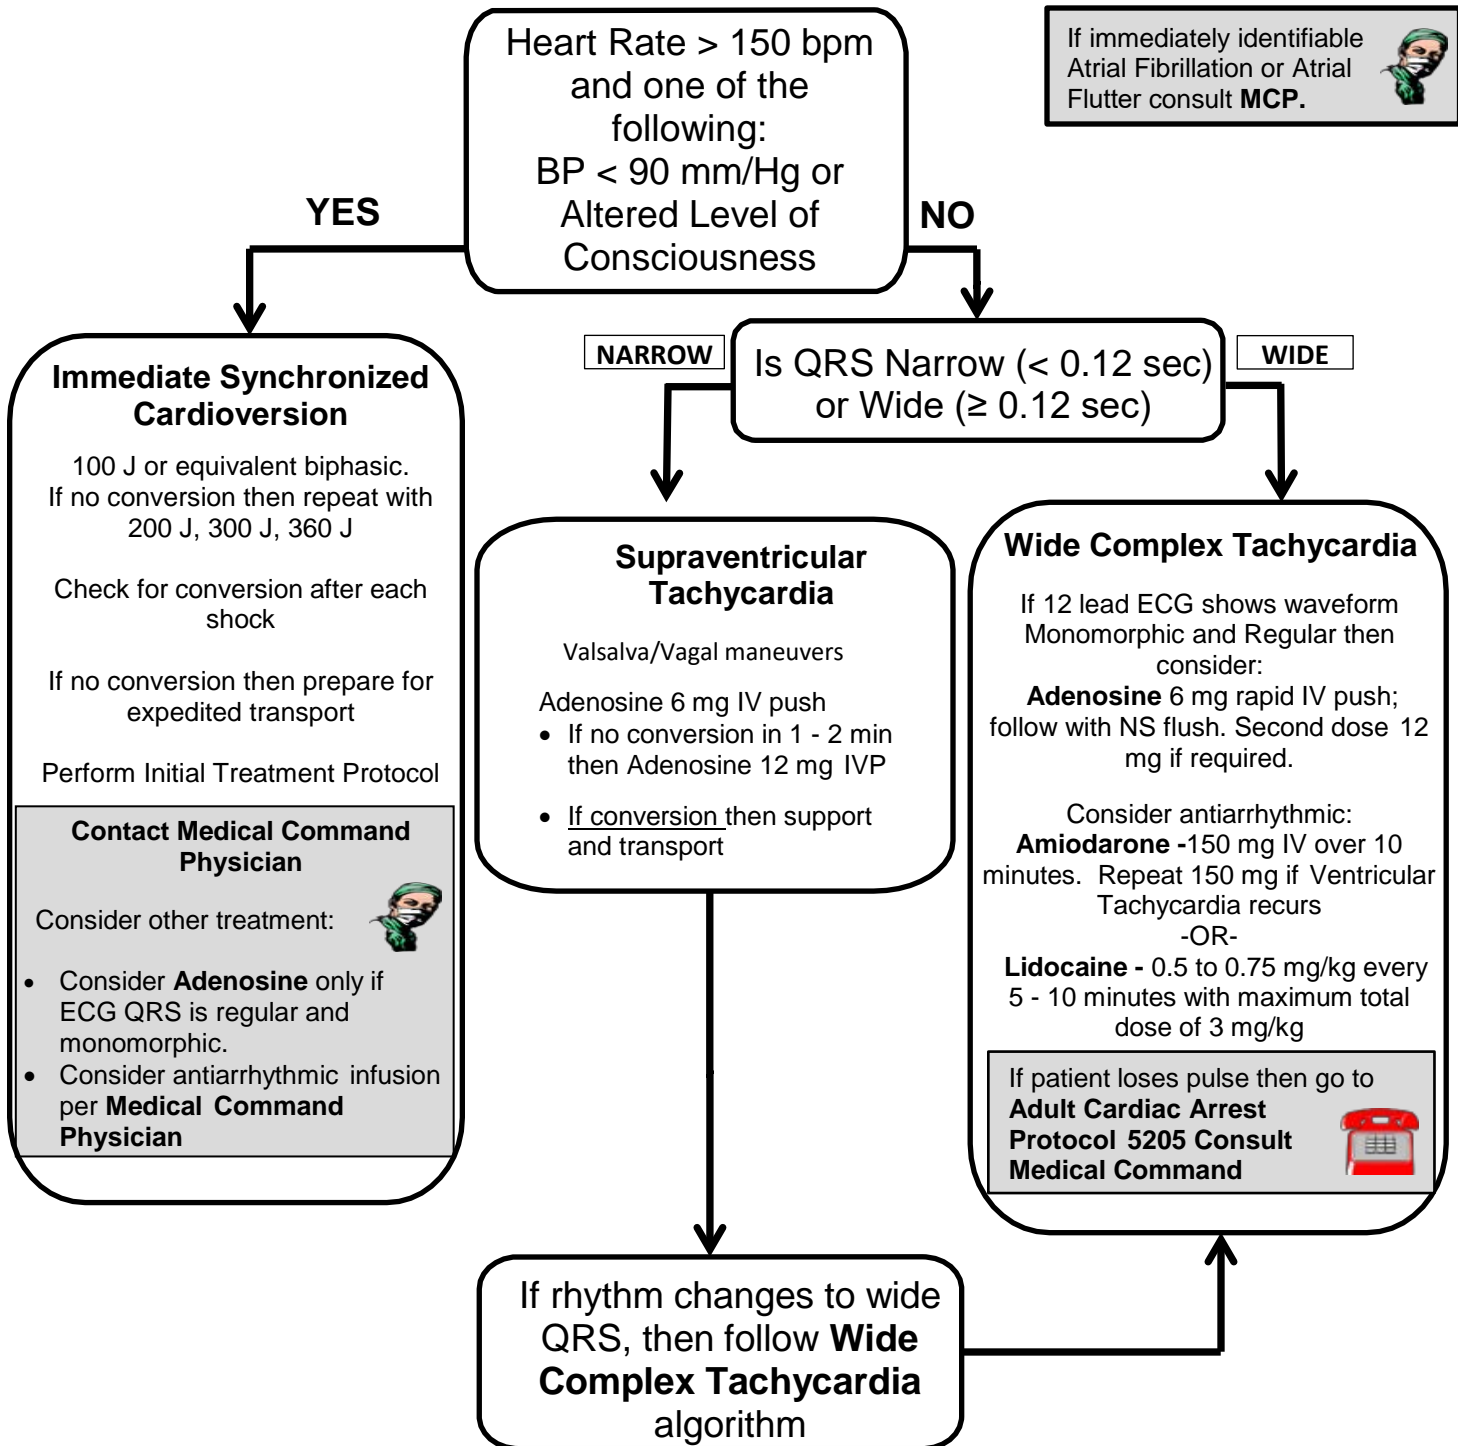 Heart Rate > 150 bpm
and one of the
following:
BP < 90 mm/Hg or
Altered Level of
Consciousness
If immediately identifiable
Atrial Fibrillation or Atrial
Flutter consult MCP.
YES
NO
Immediate Synchronized
Cardioversion
100 J or equivalent biphasic.
If no conversion then repeat with
200 J, 300 J, 360 J
Check for conversion after each
shock
If no conversion then prepare for
expedited transport
Perform Initial Treatment Protocol
Contact Medical Command
Physician
Consider other treatment:
• Consider Adenosine only if
ECG QRS is regular and
monomorphic.
• Consider antiarrhythmic infusion
per Medical Command
Physician
NARROW
Is QRS Narrow (< 0.12 sec)
or Wide (≥ 0.12 sec)
WIDE
Supraventricular
Tachycardia
Valsalva/Vagal maneuvers
Adenosine 6 mg IV push
• If no conversion in 1 - 2 min
then Adenosine 12 mg IVP
• If conversion then support
and transport
Wide Complex Tachycardia
If 12 lead ECG shows waveform
Monomorphic and Regular then
consider:
Adenosine 6 mg rapid IV push;
follow with NS flush. Second dose 12
mg if required.
Consider antiarrhythmic:
Amiodarone -150 mg IV over 10
minutes. Repeat 150 mg if Ventricular
Tachycardia recurs
-OR-
Lidocaine - 0.5 to 0.75 mg/kg every
5 - 10 minutes with maximum total
dose of 3 mg/kg
If patient loses pulse then go to
Adult Cardiac Arrest
Protocol 5205 Consult
Medical Command
If rhythm changes to wide
QRS, then follow Wide
Complex Tachycardia
algorithm